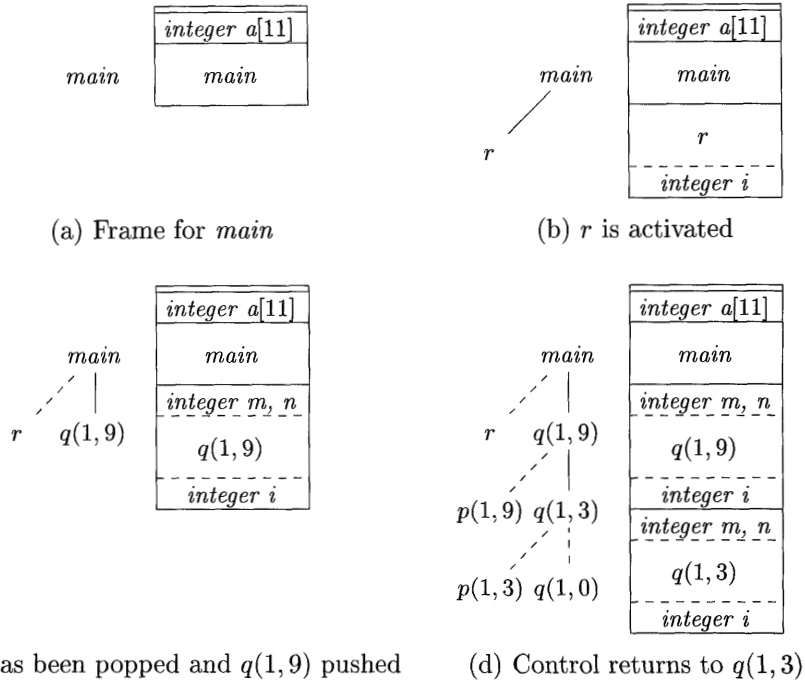 integer a[11]
main
main
(a) Frame for main
integer a[11]
main
main
r
r
integer i
(b) r is activated
integer a[11]
main
main
integer m, n
r
q(1,9)
q(1,9)
integer i
as been popped and q(1,9) pushed
integer a[11]
main
main
integer m, n
r
q(1,9)
q(1,9)
integer i
p(1,9)
q(1,3)
integer m, n
q(1,3)
p(1,3)
q(1,0)
integer i
(d) Control returns to q(1,3)